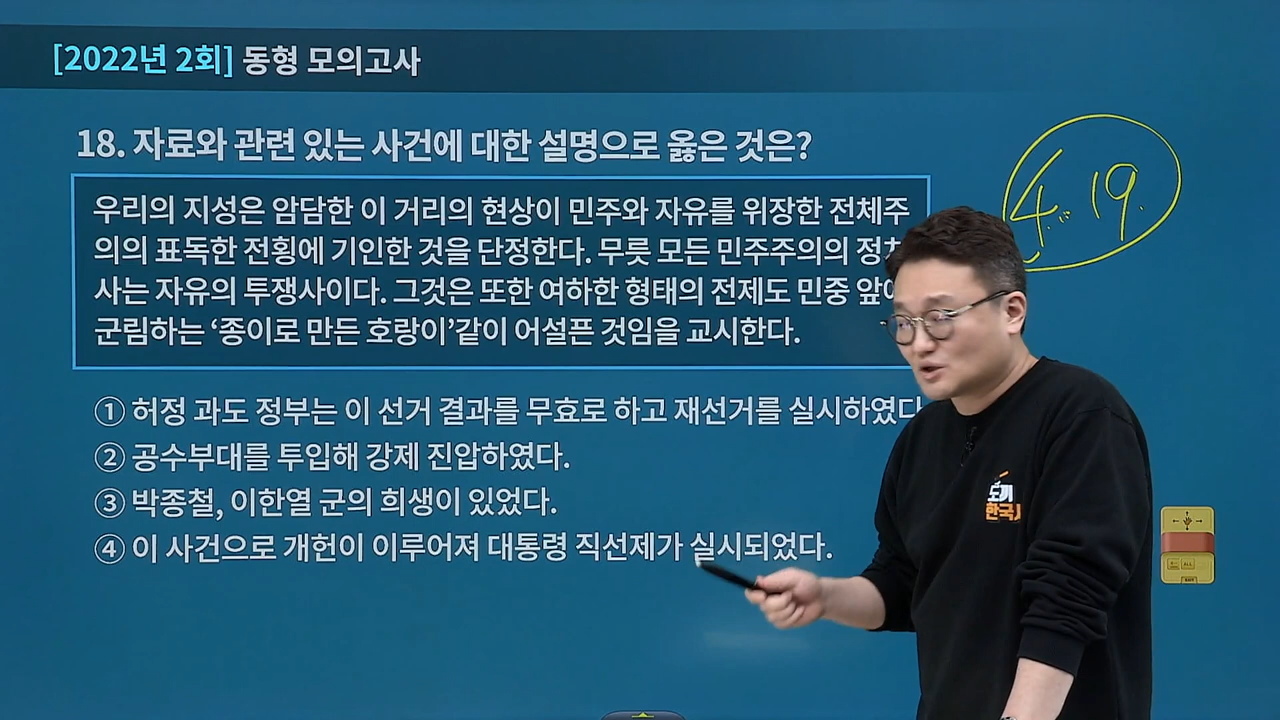 [2022년 2회] 동형 모의고사
18. 자료와 관련 있는 사건에 대한 설명으로 옳은 것은?
4. 19.
우리의 지성은 암담한 이 거리의 현상이 민주와 자유를 위장한 전체주
의의 표독한 전횡에 기인한 것을 단정한다. 무릇 모든 민주주의의 정치
사는 자유의 투쟁사이다. 그것은 또한 여하한 형태의 전제도 민중 앞에
군림하는 ‘종이로 만든 호랑이’같이 어설픈 것임을 교시한다.
① 허정 과도 정부는 이 선거 결과를 무효로 하고 재선거를 실시하였다
② 공수부대를 투입해 강제 진압하였다.
③ 박종철, 이한열 군의 희생이 있었다.
④ 이 사건으로 개헌이 이루어져 대통령 직선제가 실시되었다.
도끼
한국사
ALL